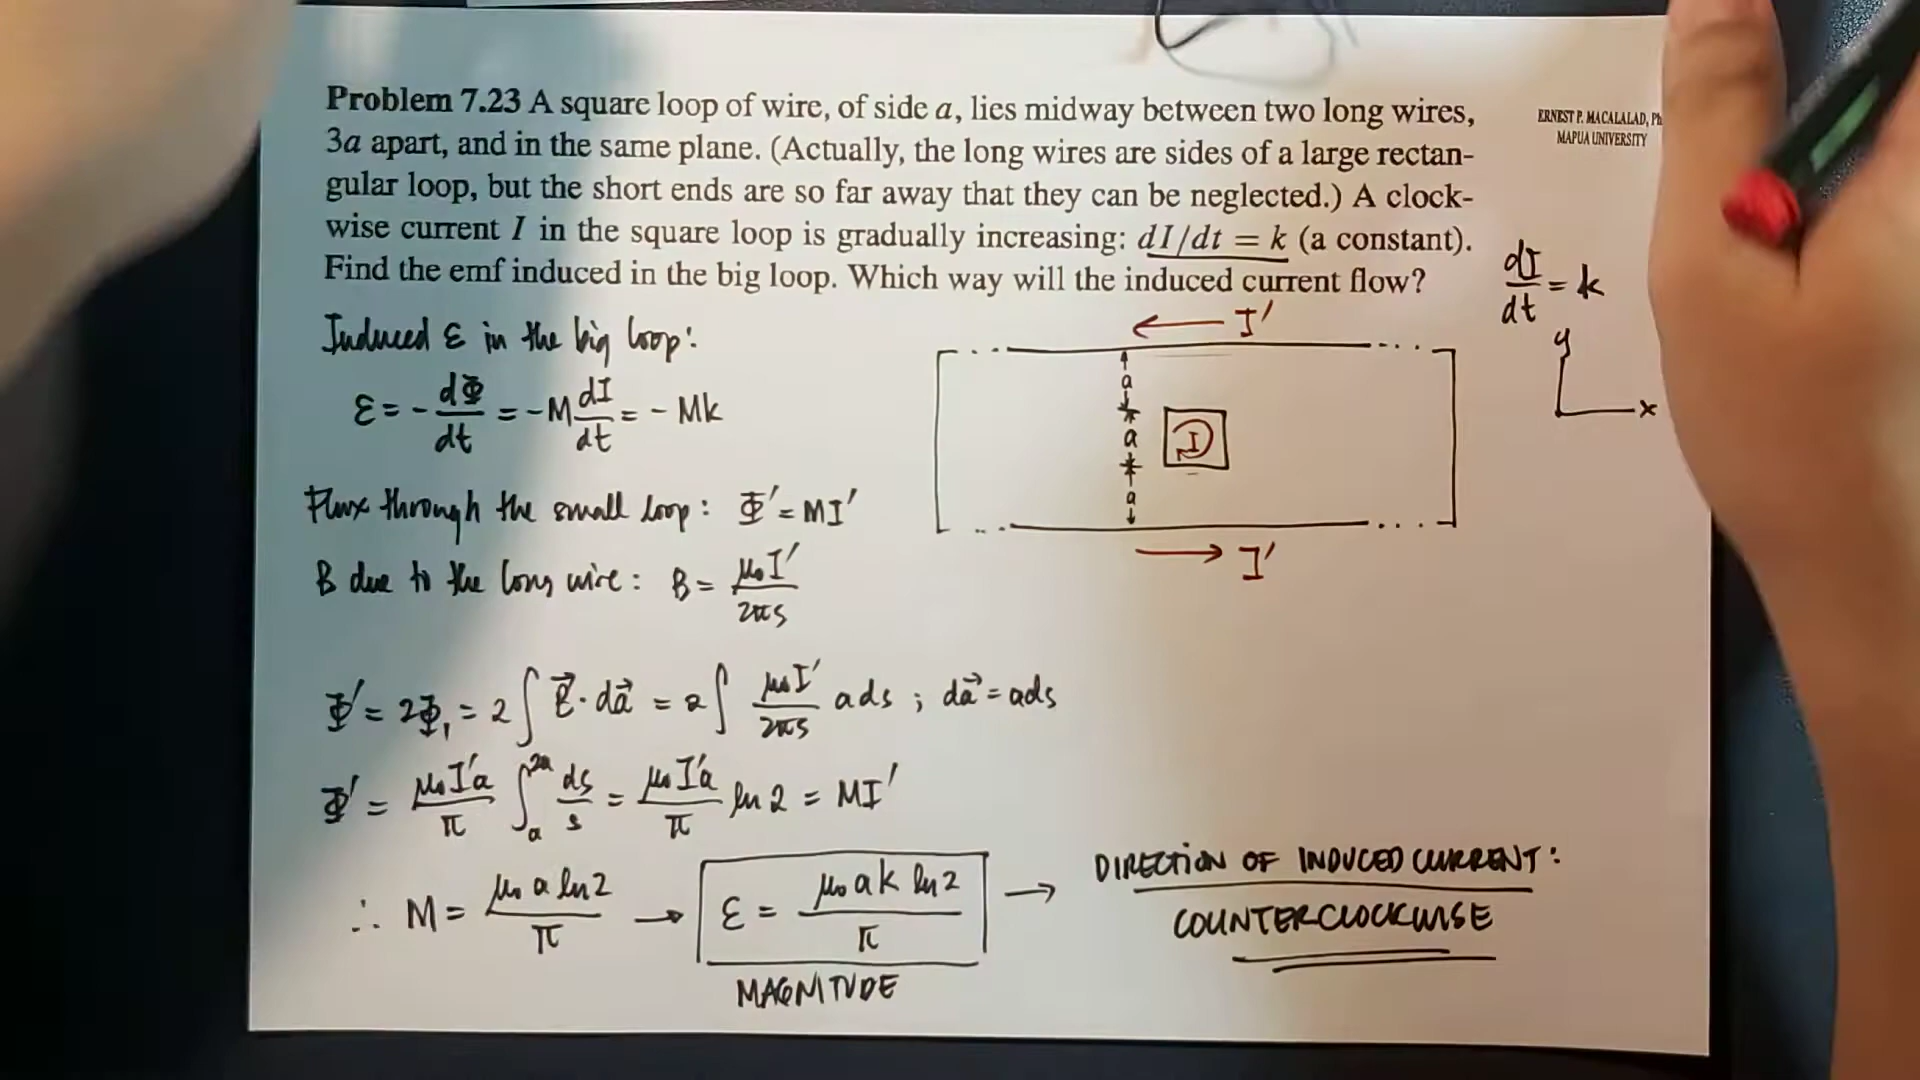 Problem 7.23 A square loop of wire, of side a, lies midway between two long wires,
3a apart, and in the same plane. (Actually, the long wires are sides of a large rectan-
gular loop, but the short ends are so far away that they can be neglected.) A clock-
wise current I in the square loop is gradually increasing: dI/dt = k (a constant).
Find the emf induced in the big loop. Which way will the induced current flow?
ERNEST P. MACALALAD, Ph
MAPUA UNIVERSITY
dI/dt = k
Induced ε in the big loop:
ε = - dΦ/dt = -M dI/dt = - Mk
I'
y
x
a
a
I
a
I'
Flux through the small loop: Φ' = MI'
B due to the long wire: B = μ₀I'/2πs
Φ' = 2Φ₁ = 2∫B⃗·da⃗ = 2∫ μ₀I'/2πs ads ; da⃗ = ads
Φ' = μ₀I'a/π ∫ₐ²ᵃ ds/s = μ₀I'a/π ln 2 = MI'
∴ M = μ₀ a ln2/π → ε = μ₀ a k ln2/π →
MAGNITUDE
DIRECTION OF INDUCED CURRENT:
COUNTERCLOCKWISE